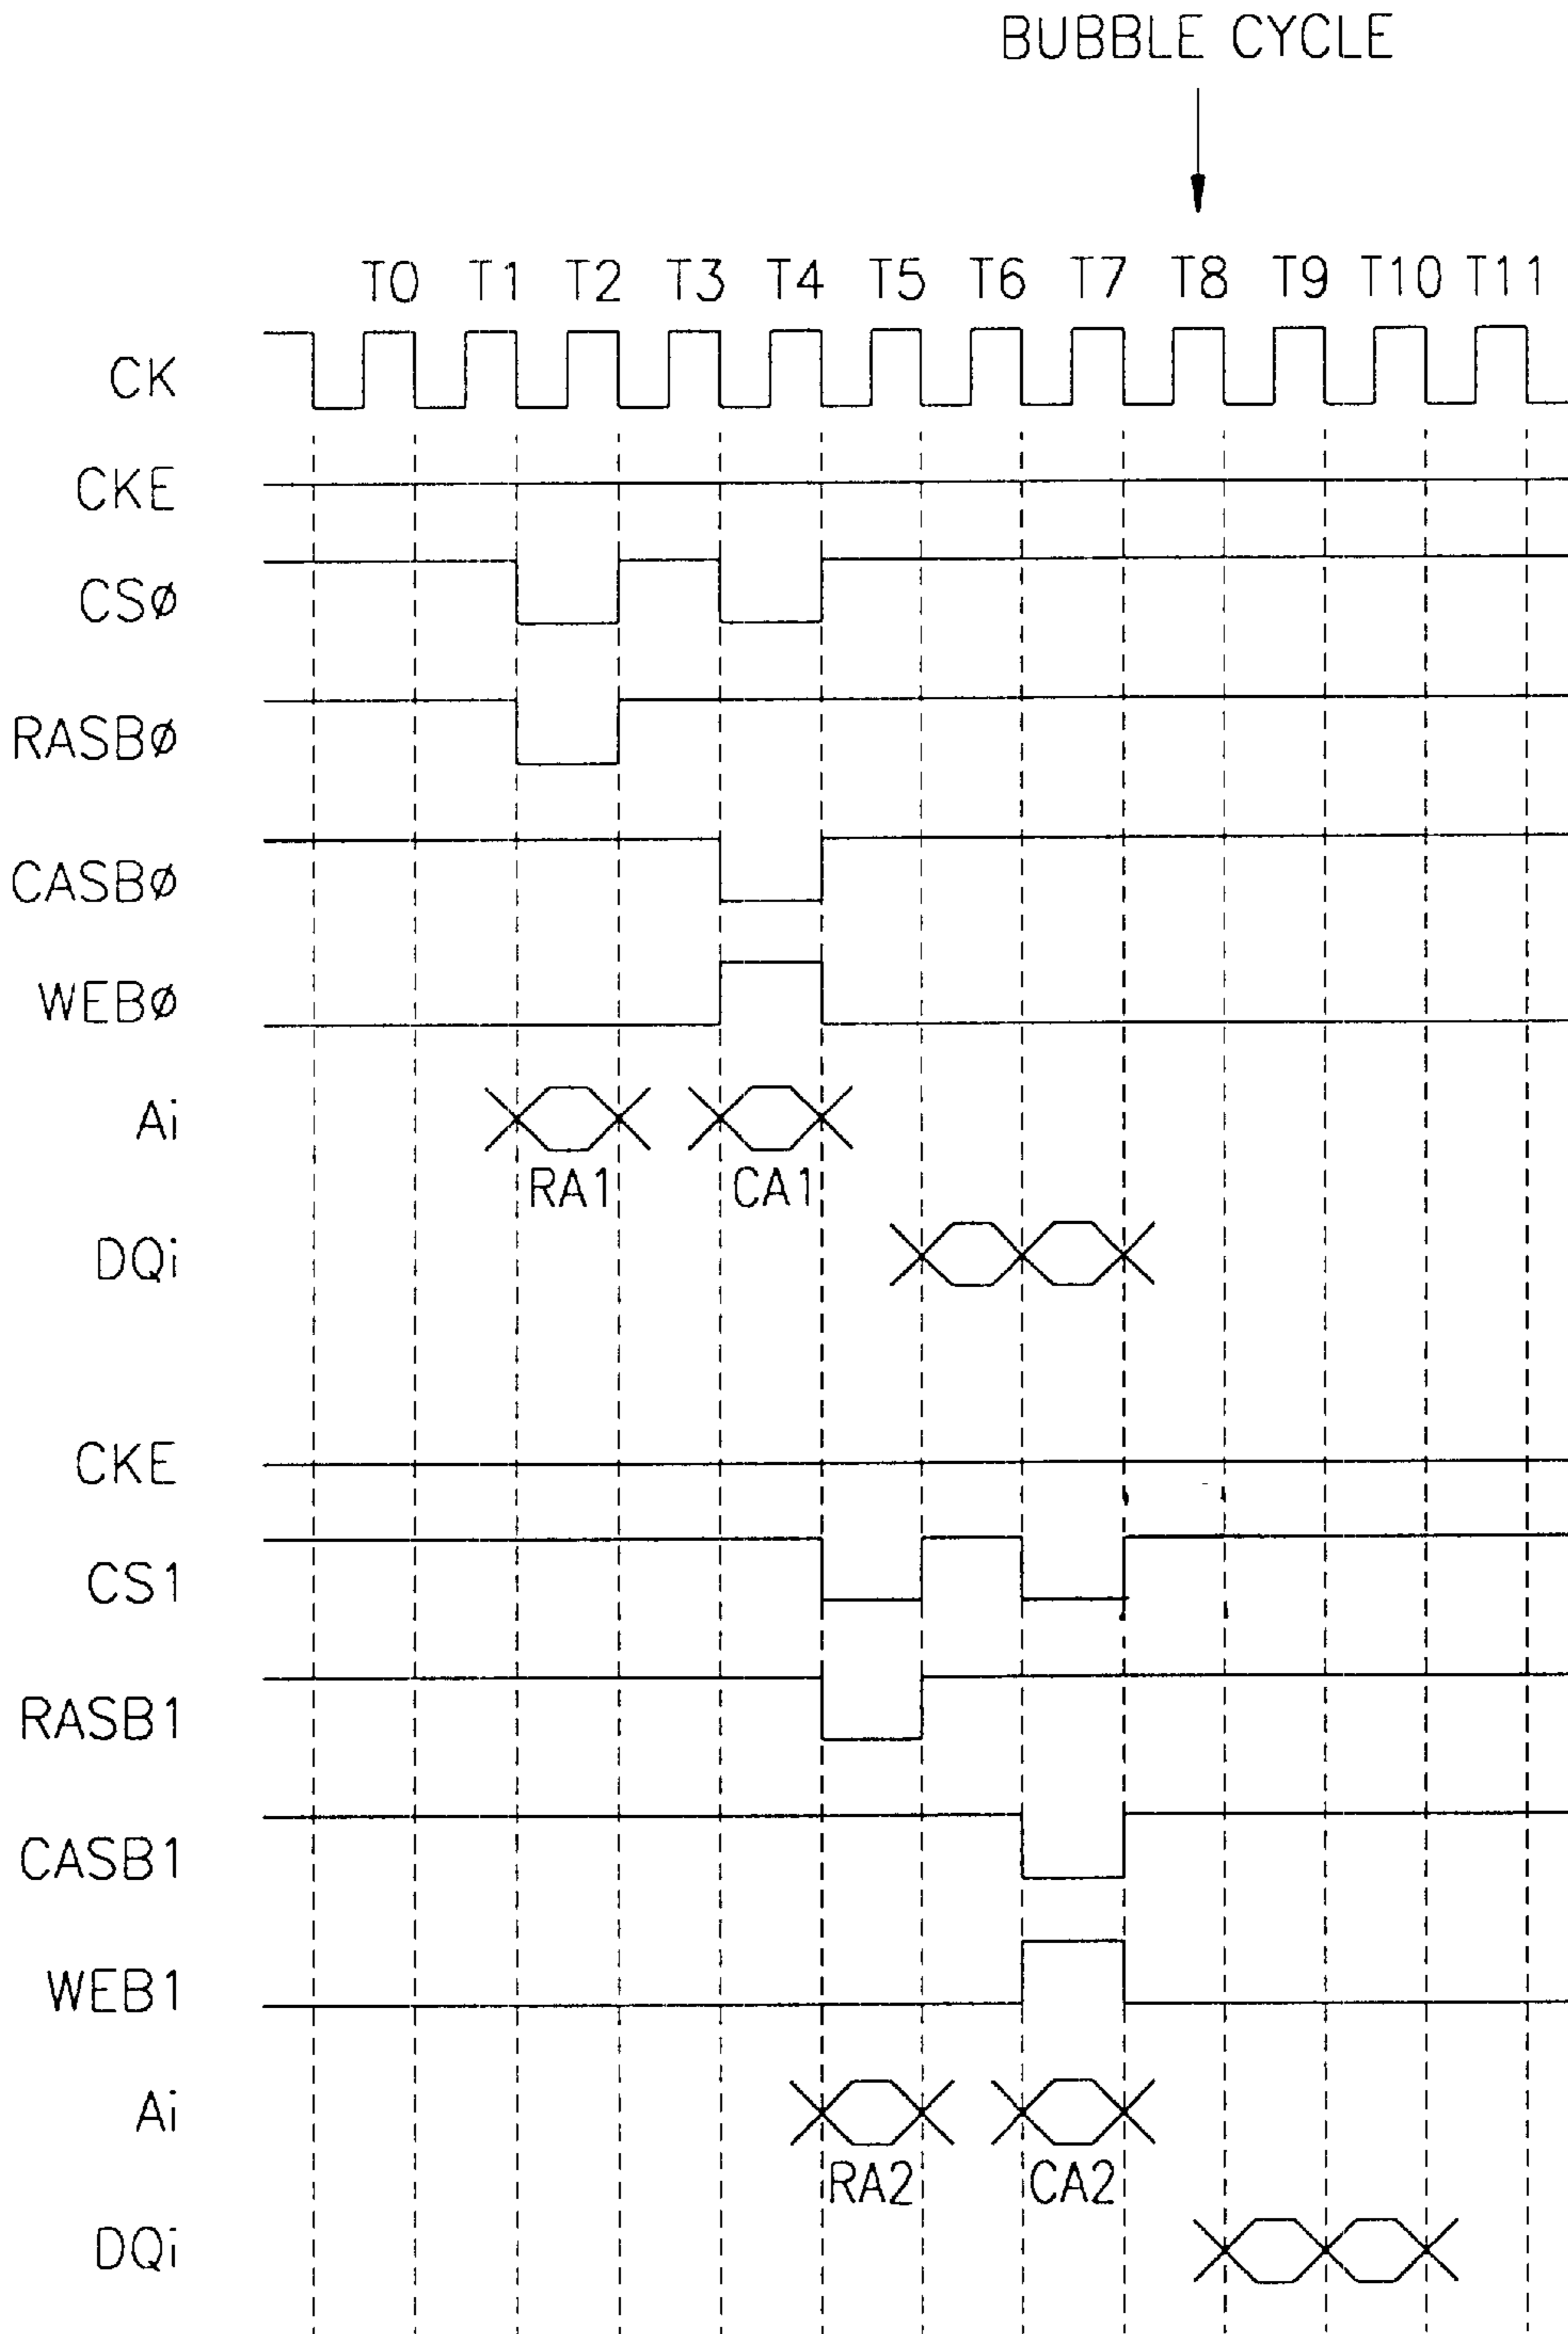 BUBBLE CYCLE
T0 T1 T2 T3 T4 T5 T6 T7 T8 T9 T10 T11
CK
CKE
CSø
RASBø
CASBø
WEBø
Ai
RA1 CA1
DQi
CKE
CS1
RASB1
CASB1
WEB1
Ai
RA2 CA2
DQi